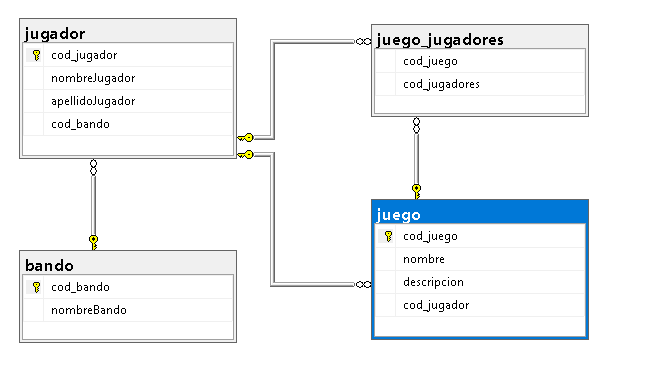 jugador
cod_jugador
nombreJugador
apellidoJugador
cod_bando
juego_jugadores
cod_juego
cod_jugadores
bando
cod_bando
nombreBando
juego
cod_juego
nombre
descripcion
cod_jugador